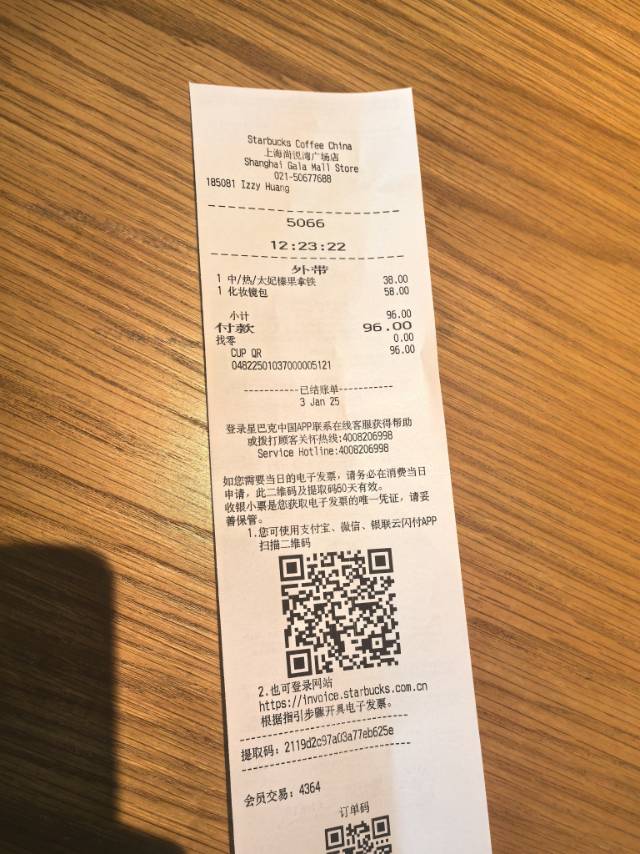 Starbucks Coffee China
上海尚悦湾广场店
Shanghai Gala Mall Store
021-50677688
185081 Izzy Huang
5066
12:23:22
外带
1 中/热/太妃榛果拿铁 38.00
1 化妆镜包 58.00
小计 96.00
付款 96.00
找零 0.00
CUP QR 96.00
04822501037000005121
-----------已结账单-----------
3 Jan 25
登录星巴克中国APP联系在线客服获得帮助
或拨打顾客关怀热线:4008206998
Service Hotline:4008206998
如您需要当日的电子发票，请务必在消费当日
申请，此二维码及提取码60天有效。
收银小票是您获取电子发票的唯一凭证，请妥
善保管。
1.您可使用支付宝、微信、银联云闪付APP
扫描二维码
2.也可登录网站
https://invoice.starbucks.com.cn
根据指引步骤开具电子发票。
提取码: 2119d2c97a03a77eb625e
会员交易: 4364
订单码